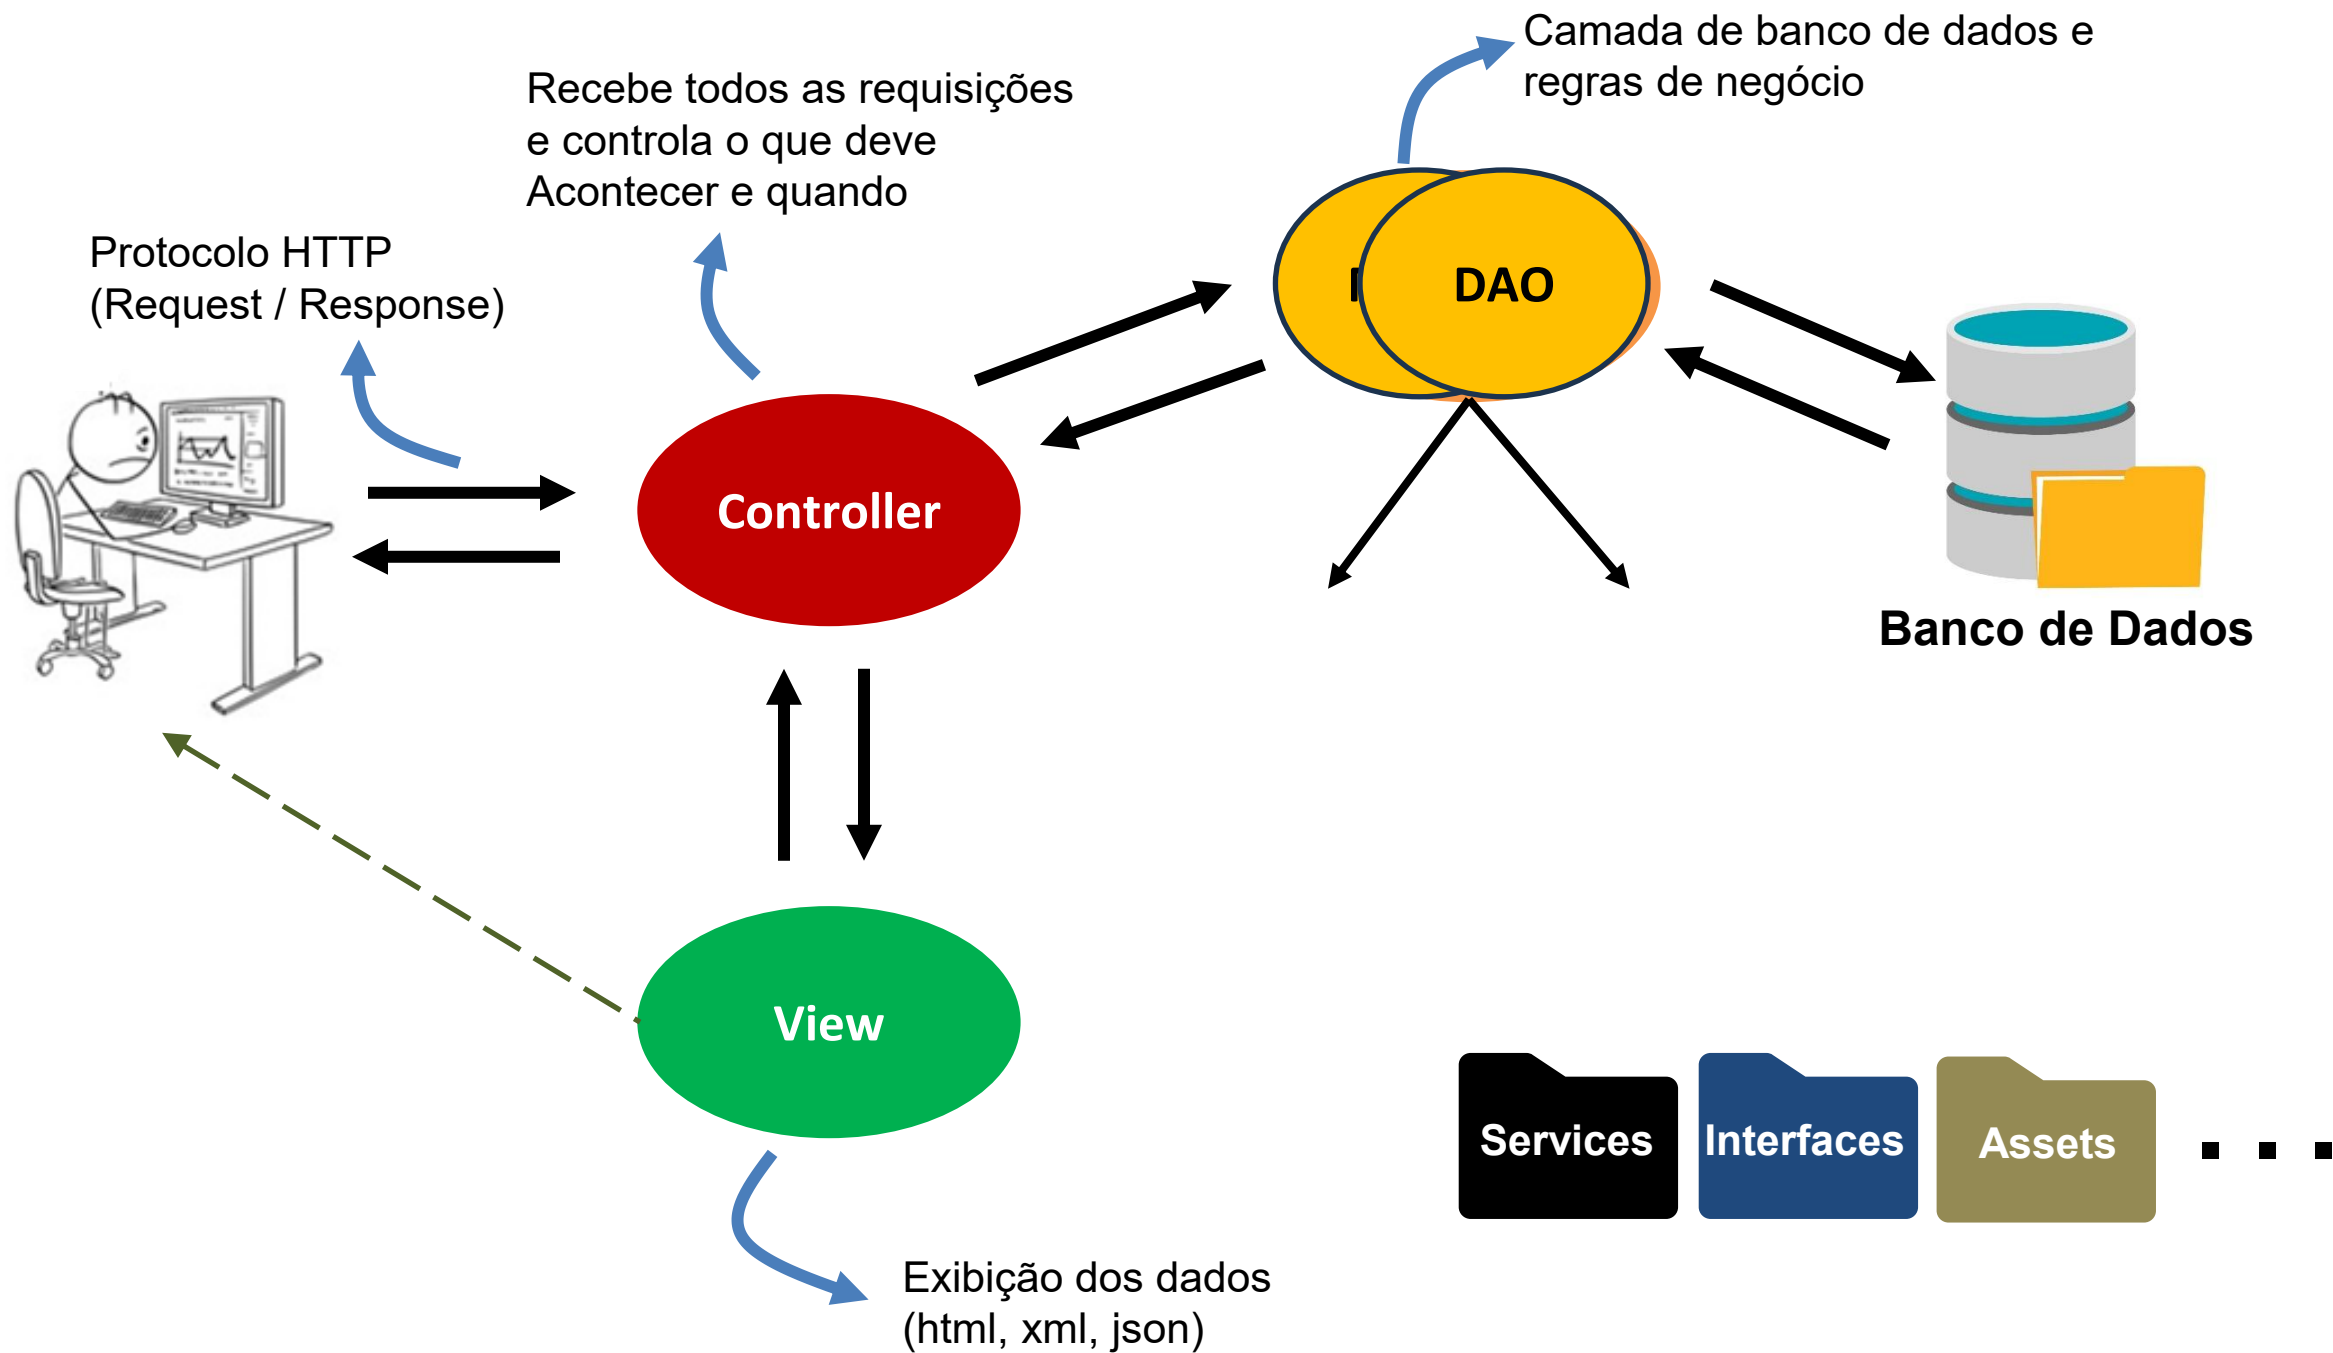 Camada de banco de dados e
regras de negócio
Recebe todos as requisições
e controla o que deve
Acontecer e quando
Protocolo HTTP
(Request / Response)
DAO
Controller
Banco de Dados
View
Services
Interfaces
Assets
Exibição dos dados
(html, xml, json)